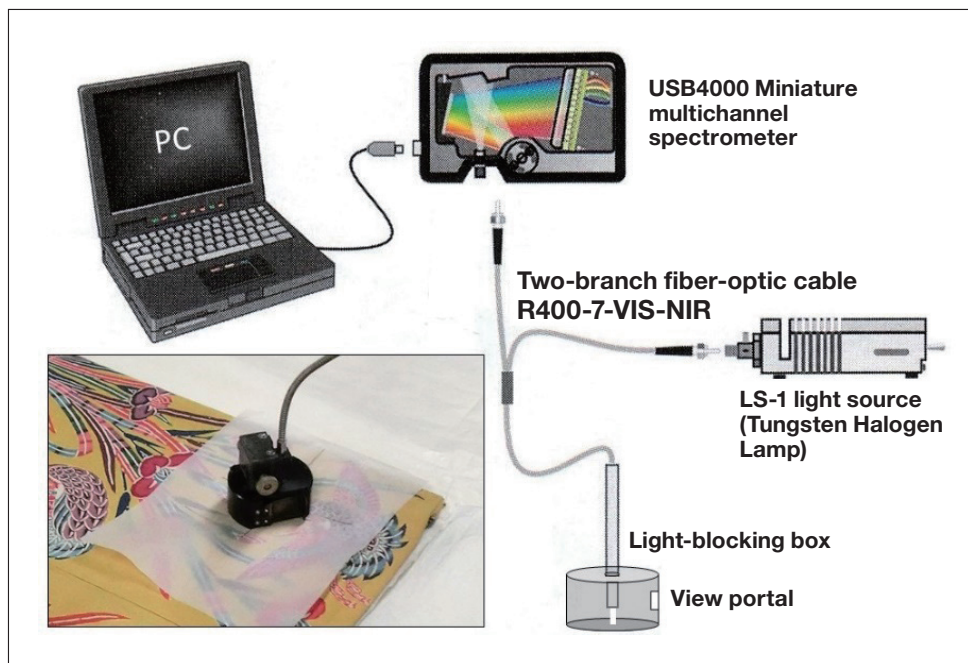 PC
USB4000 Miniature
multichannel
spectrometer
Two-branch fiber-optic cable
R400-7-VIS-NIR
LS-1 light source
(Tungsten Halogen
Lamp)
Light-blocking box
View portal